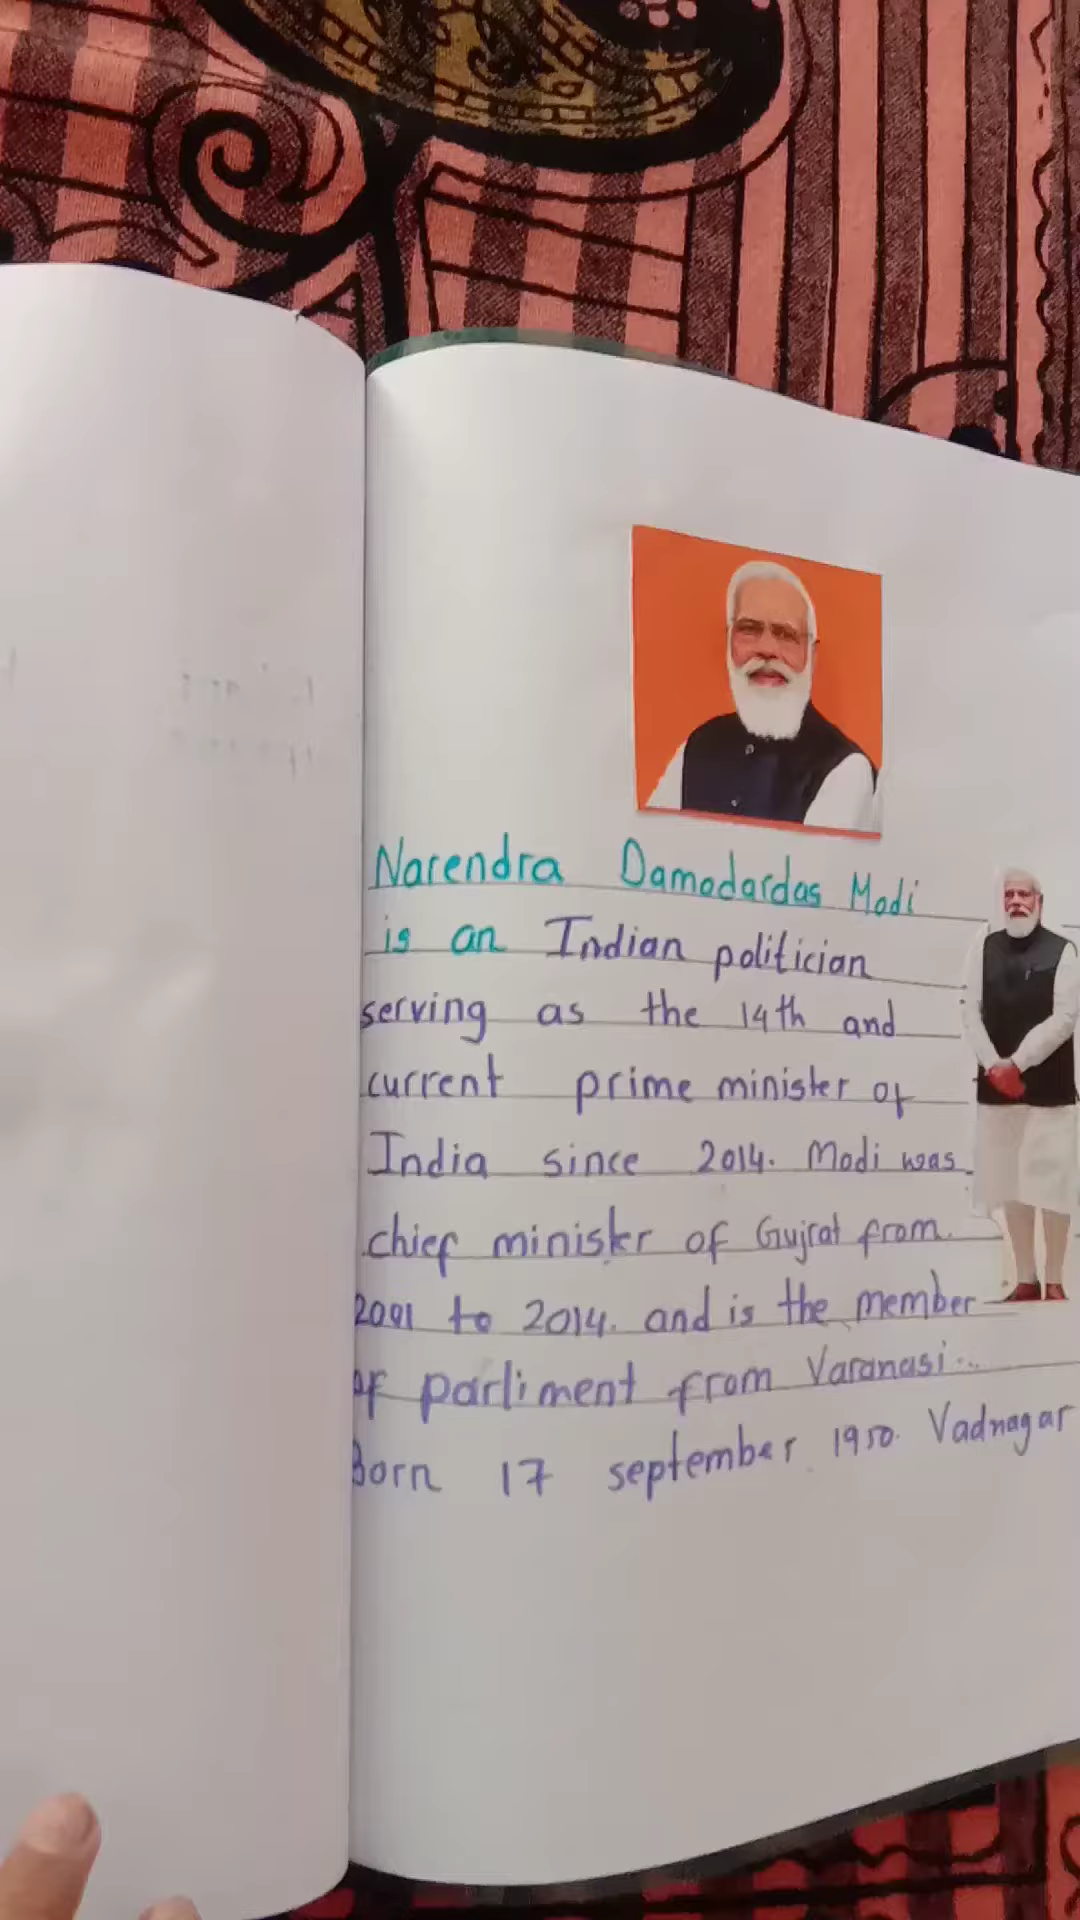 Narendra Damodardas Modi
is an Indian politician
serving as the 14th and
current prime minister of
India since 2014. Modi was
chief minister of Gujrat from
2001 to 2014. and is the member
of parliment from Varanasi...
Born 17 september 1950. Vadnagar